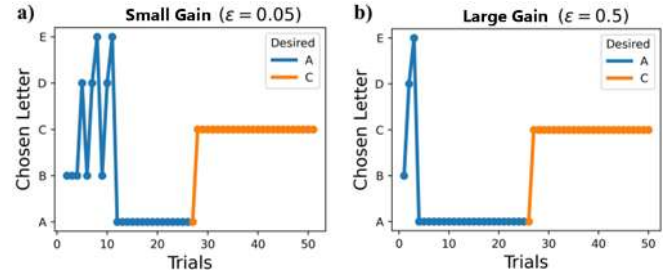 a)
Small Gain (ε = 0.05)
E
D
C
B
A
Chosen Letter
Desired
A
C
0
10
20
30
40
50
Trials
b)
Large Gain (ε = 0.5)
E
D
C
B
A
Chosen Letter
Desired
A
C
0
10
20
30
40
50
Trials